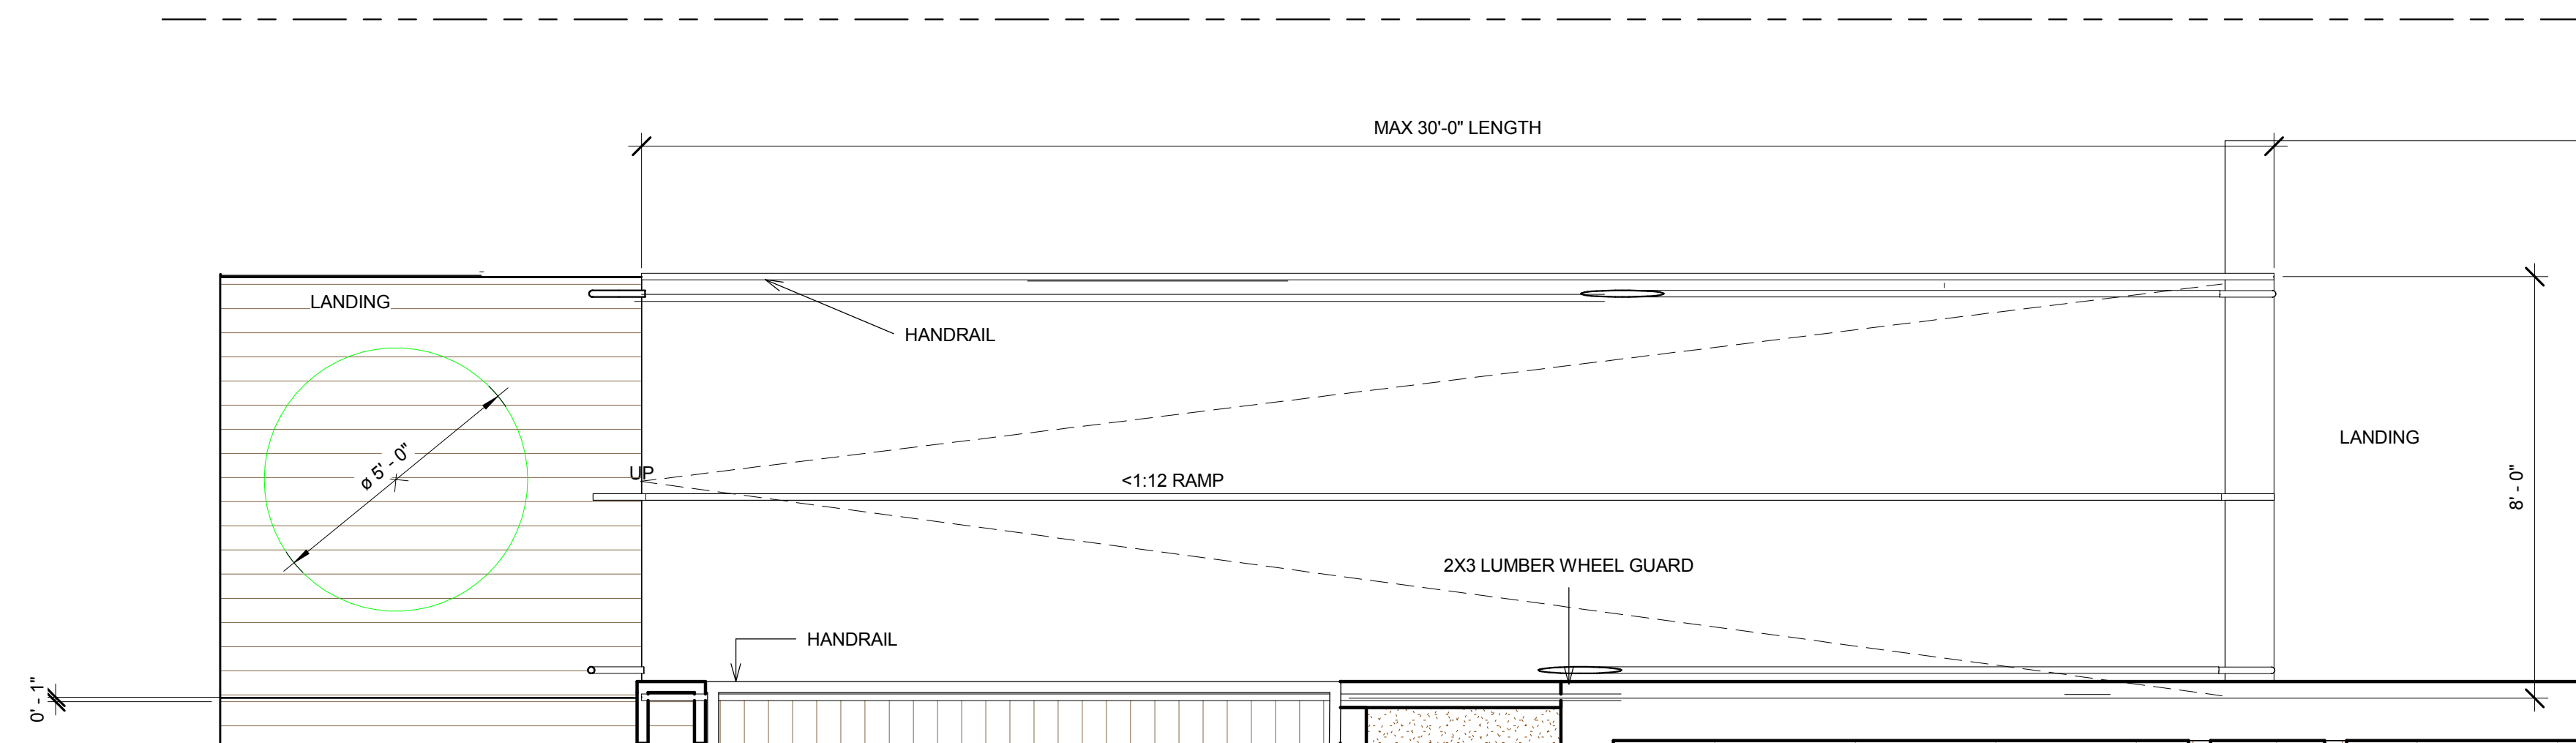 MAX 30'-0" LENGTH
LANDING
HANDRAIL
LANDING
ø 5' - 0"
UP
<1:12 RAMP
8' - 0"
2X3 LUMBER WHEEL GUARD
HANDRAIL
0' - 1"